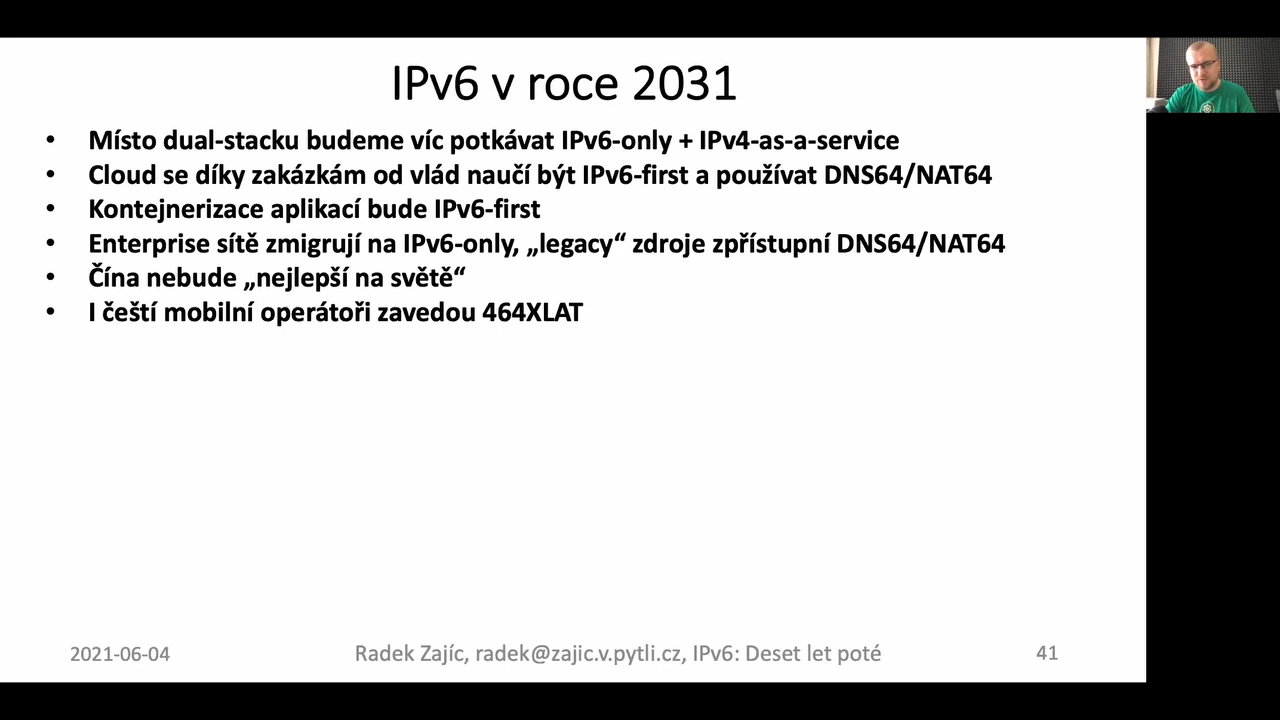 IPv6 v roce 2031
• Místo dual-stacku budeme víc potkávat IPv6-only + IPv4-as-a-service
• Cloud se díky zakázkám od vlád naučí být IPv6-first a používat DNS64/NAT64
• Kontejnerizace aplikací bude IPv6-first
• Enterprise sítě zmigrují na IPv6-only, „legacy“ zdroje zpřístupní DNS64/NAT64
• Čína nebude „nejlepší na světě“
• I čeští mobilní operátoři zavedou 464XLAT
2021-06-04
Radek Zajíc, radek@zajic.v.pytli.cz, IPv6: Deset let poté
41